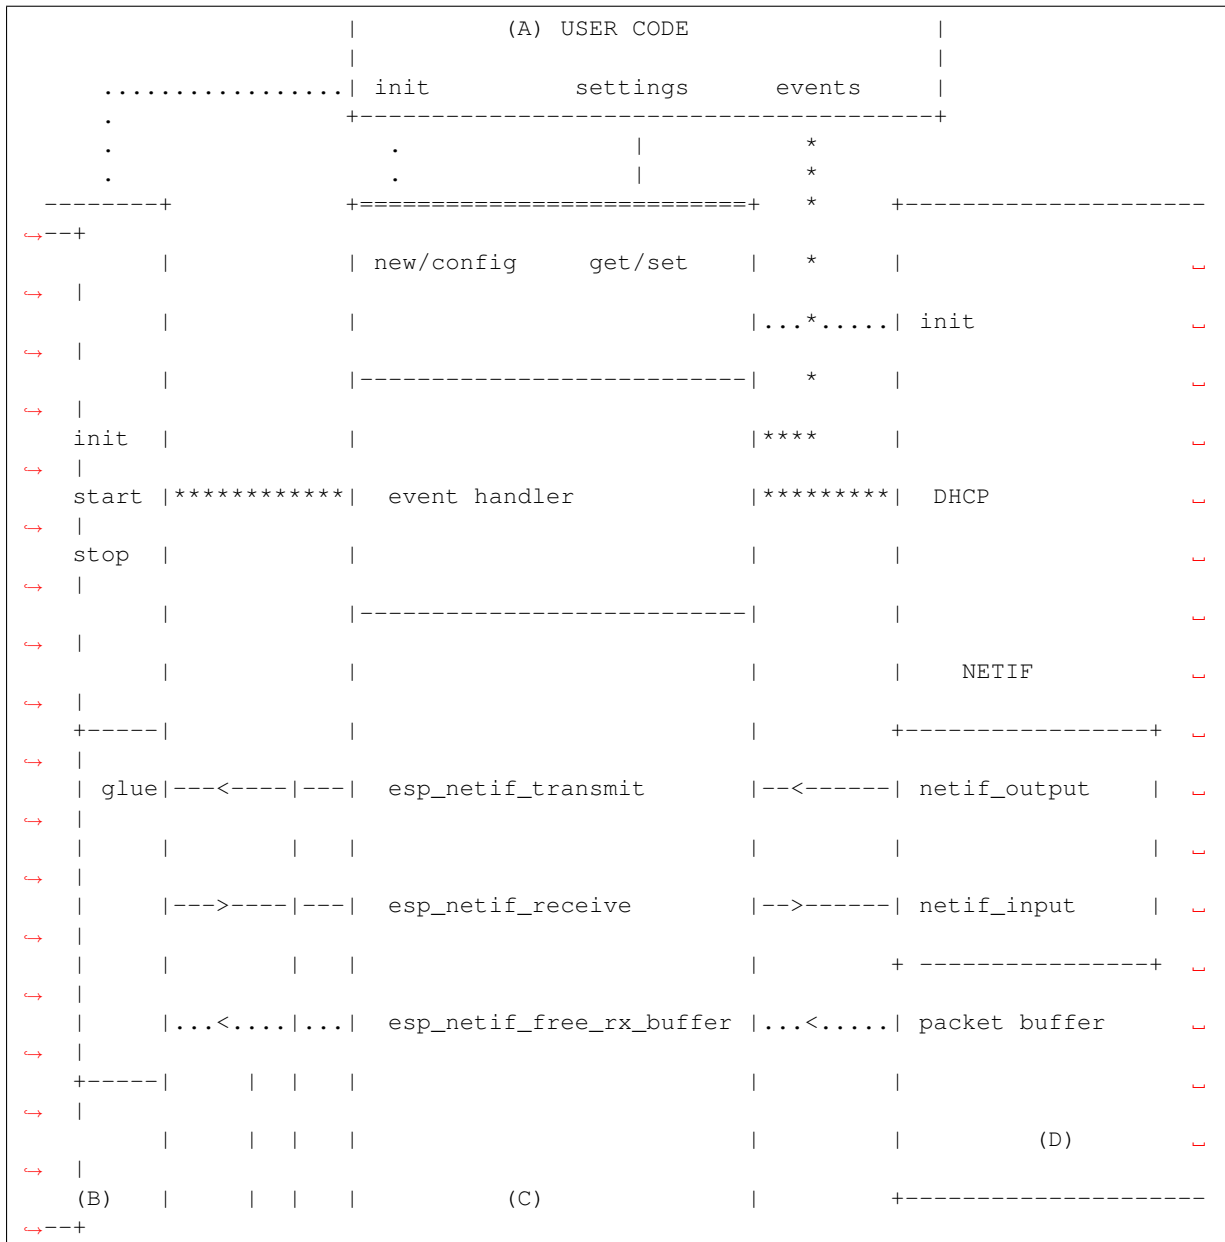 |          (A) USER CODE                 |
                      |                                        |
     .................| init          settings      events     |
     .                +----------------------------------------+
     .                   .                |           *
     .                   .                |           *
 --------+            +===========================+   *     +---------------------
↪--+
         |            | new/config     get/set    |   *     |                    ␣
↪  |
         |            |                           |...*.....| init               ␣
↪  |
         |            |---------------------------|   *     |                    ␣
↪  |
   init  |            |                           |****     |                    ␣
↪  |
   start |************|  event handler            |*********|  DHCP              ␣
↪  |
   stop  |            |                           |         |                    ␣
↪  |
         |            |---------------------------|         |                    ␣
↪  |
         |            |                           |         |    NETIF           ␣
↪  |
   +-----|            |                           |         +-----------------+  ␣
↪  |
   | glue|---<----|---|  esp_netif_transmit       |--<------| netif_output    |  ␣
↪  |
   |     |        |   |                           |         |                 |  ␣
↪  |
   |     |--->----|---|  esp_netif_receive        |-->------| netif_input     |  ␣
↪  |
   |     |        |   |                           |         + ----------------+  ␣
↪  |
   |     |...<....|...|  esp_netif_free_rx_buffer |...<.....| packet buffer      ␣
↪  |
   +-----|     |  |   |                           |         |                    ␣
↪  |
         |     |  |   |                           |         |         (D)        ␣
↪  |
   (B)   |     |  |   |          (C)              |         +---------------------
↪--+